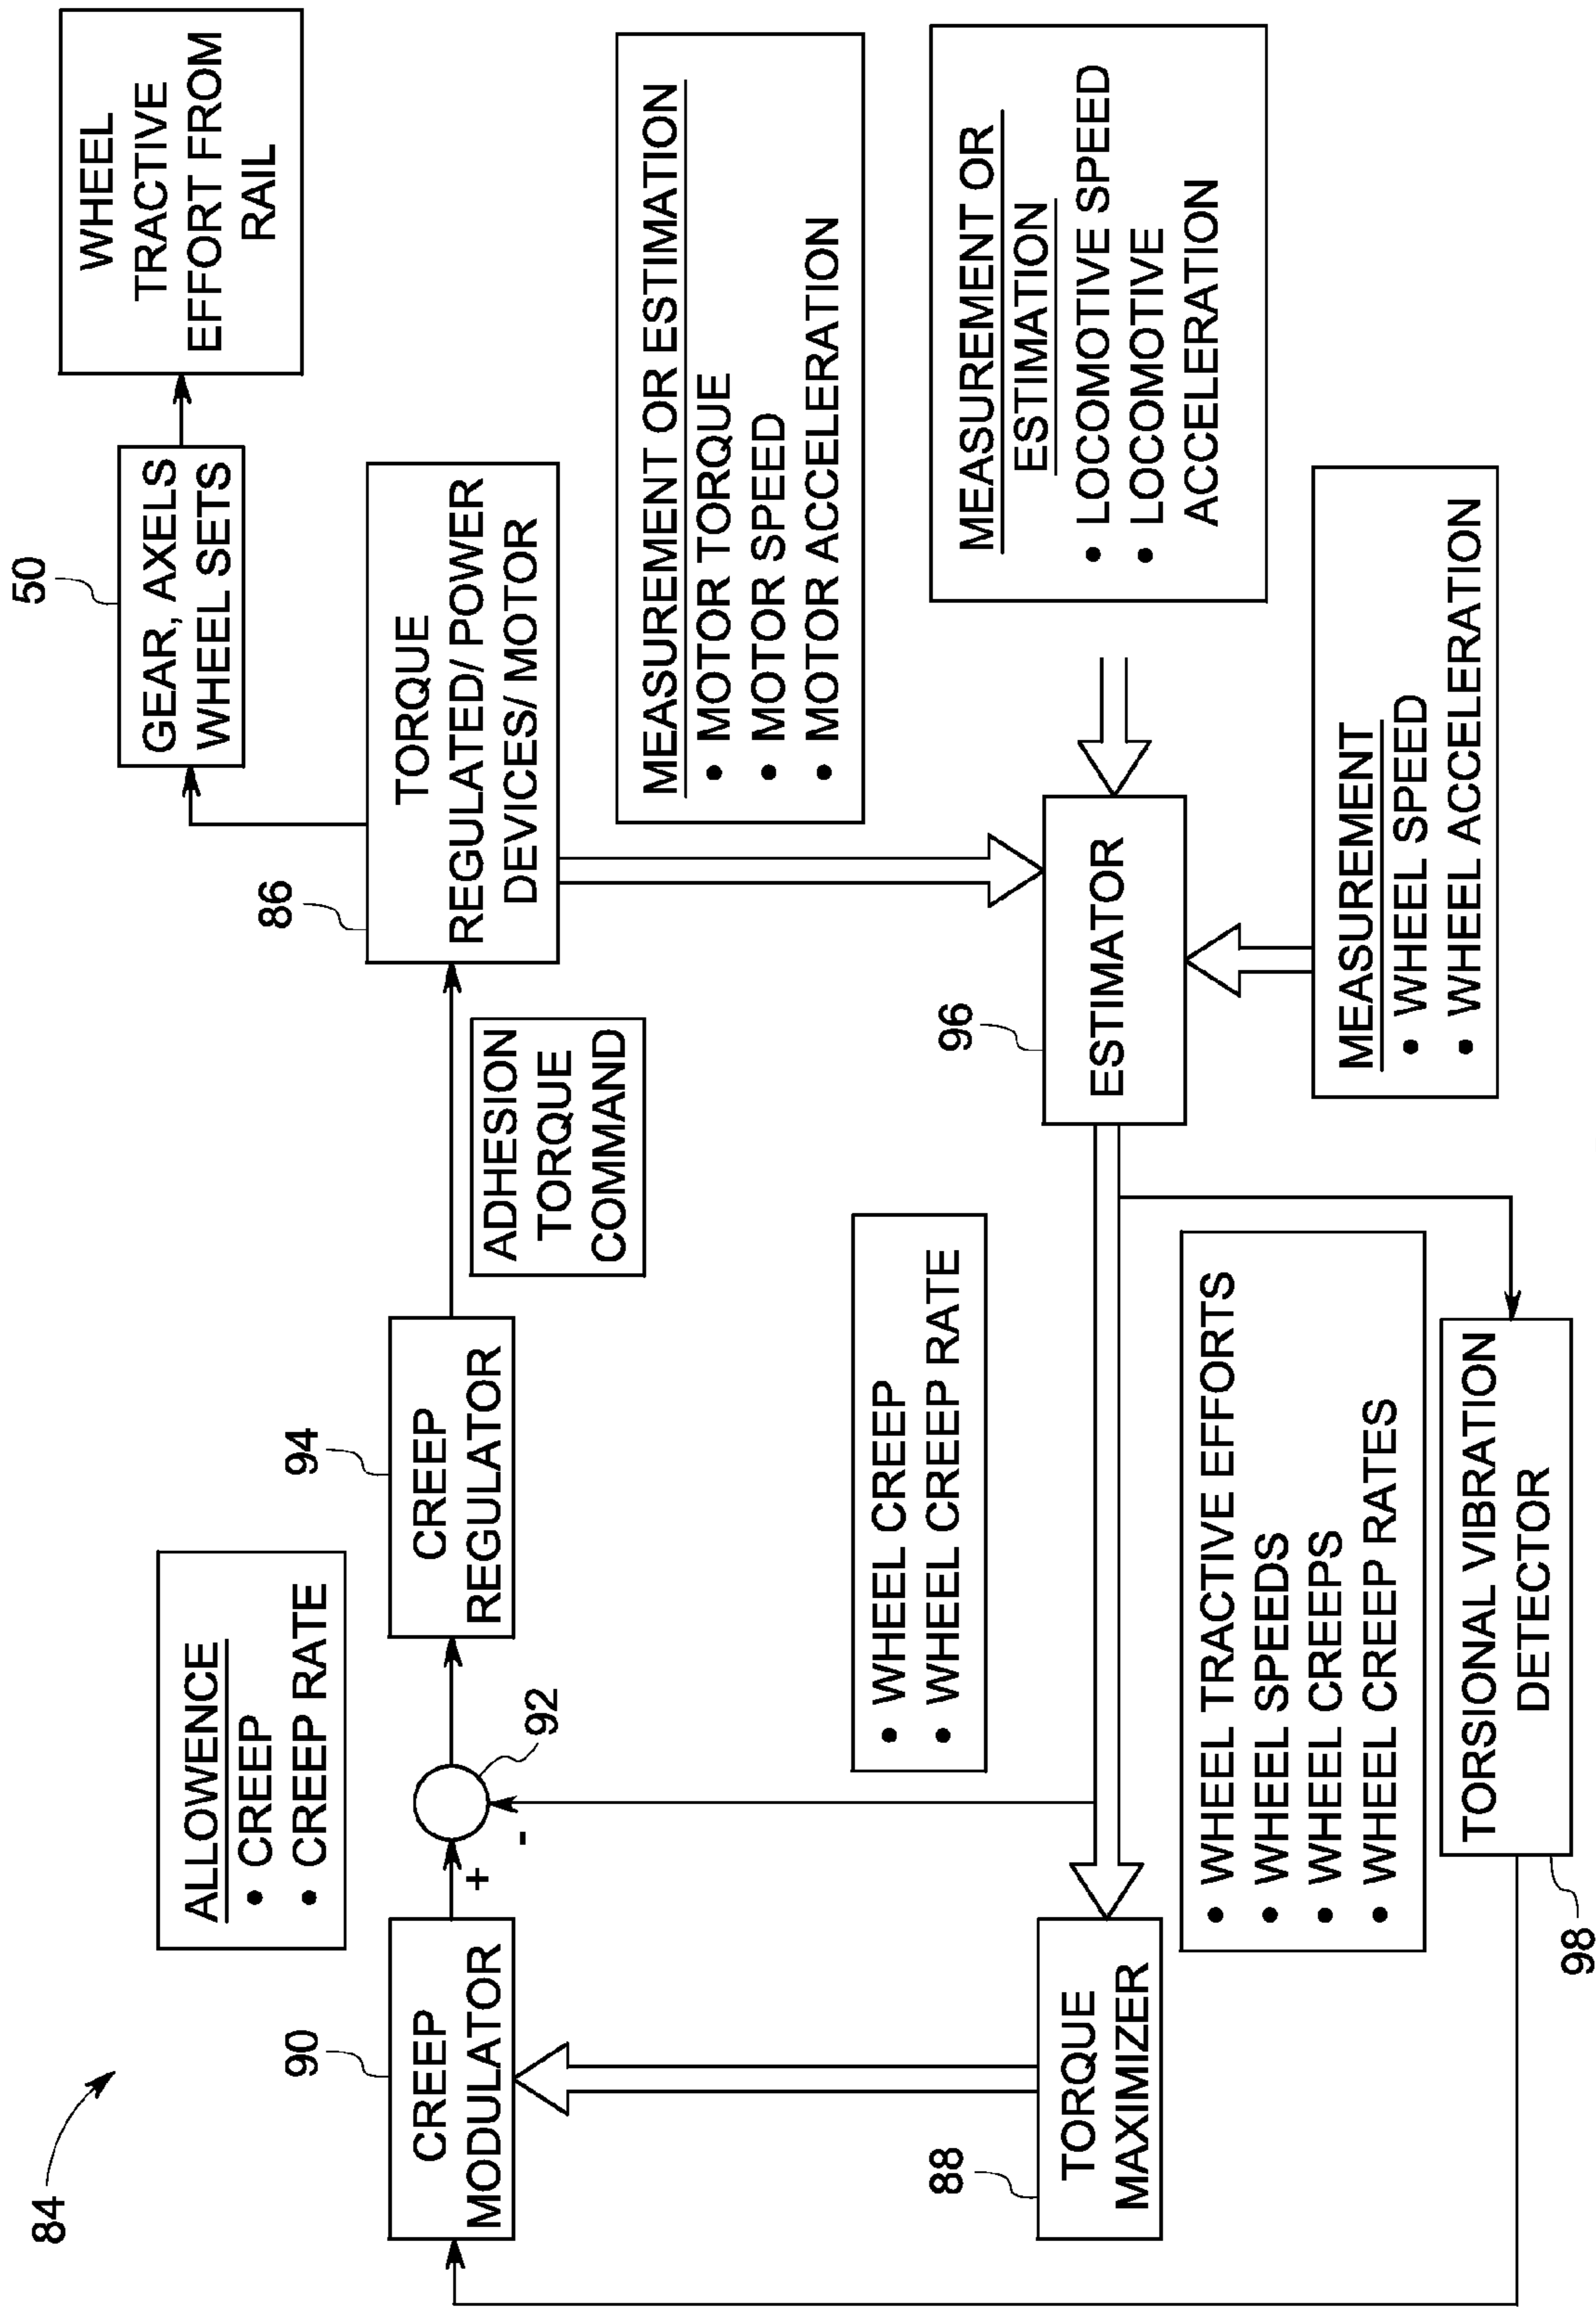 84
90
CREEP
MODULATOR
ALLOWENCE
• CREEP
• CREEP RATE
+
-
92
94
CREEP
REGULATOR
ADHESION
TORQUE
COMMAND
86
TORQUE
REGULATED/ POWER
DEVICES/ MOTOR
50
GEAR, AXELS
WHEEL SETS
WHEEL
TRACTIVE
EFFORT FROM
RAIL
MEASUREMENT OR ESTIMATION
• MOTOR TORQUE
• MOTOR SPEED
• MOTOR ACCELERATION
88
TORQUE
MAXIMIZER
• WHEEL CREEP
• WHEEL CREEP RATE
96
ESTIMATOR
MEASUREMENT OR
ESTIMATION
• LOCOMOTIVE SPEED
• LOCOMOTIVE
ACCELERATION
• WHEEL TRACTIVE EFFORTS
• WHEEL SPEEDS
• WHEEL CREEPS
• WHEEL CREEP RATES
MEASUREMENT
• WHEEL SPEED
• WHEEL ACCELERATION
TORSIONAL VIBRATION
DETECTOR
98